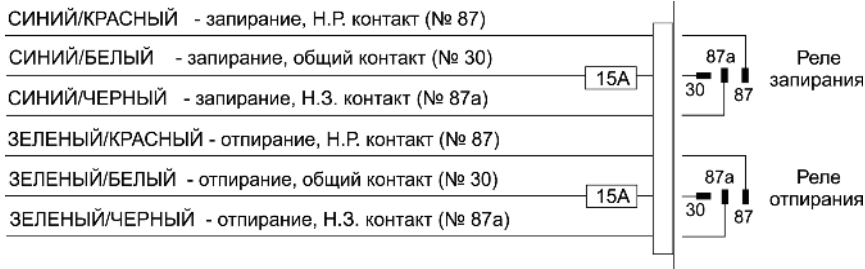 СИНИЙ/КРАСНЫЙ - запирание, Н.Р. контакт (№ 87)
СИНИЙ/БЕЛЫЙ - запирание, общий контакт (№ 30)
15А
СИНИЙ/ЧЕРНЫЙ - запирание, Н.З. контакт (№ 87а)
87а
30
87
Реле
запирания
ЗЕЛЕНЫЙ/КРАСНЫЙ - отпирание, Н.Р. контакт (№ 87)
ЗЕЛЕНЫЙ/БЕЛЫЙ - отпирание, общий контакт (№ 30)
15А
ЗЕЛЕНЫЙ/ЧЕРНЫЙ - отпирание, Н.З. контакт (№ 87а)
87а
30
87
Реле
отпирания